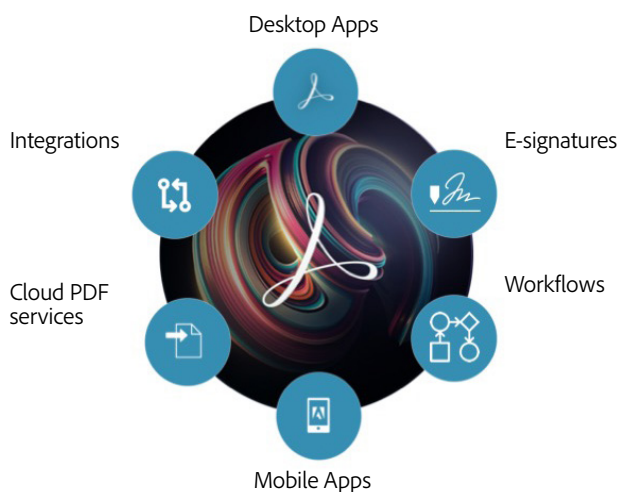 Desktop Apps
Integrations
E-signatures
Cloud PDF
services
Workflows
Mobile Apps